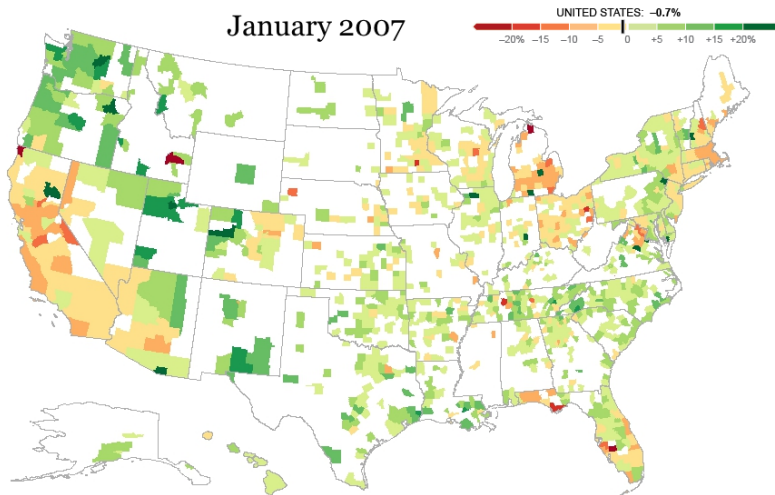 January 2007
UNITED STATES: –0.7%
–20% –15 –10 –5 0 +5 +10 +15 +20%